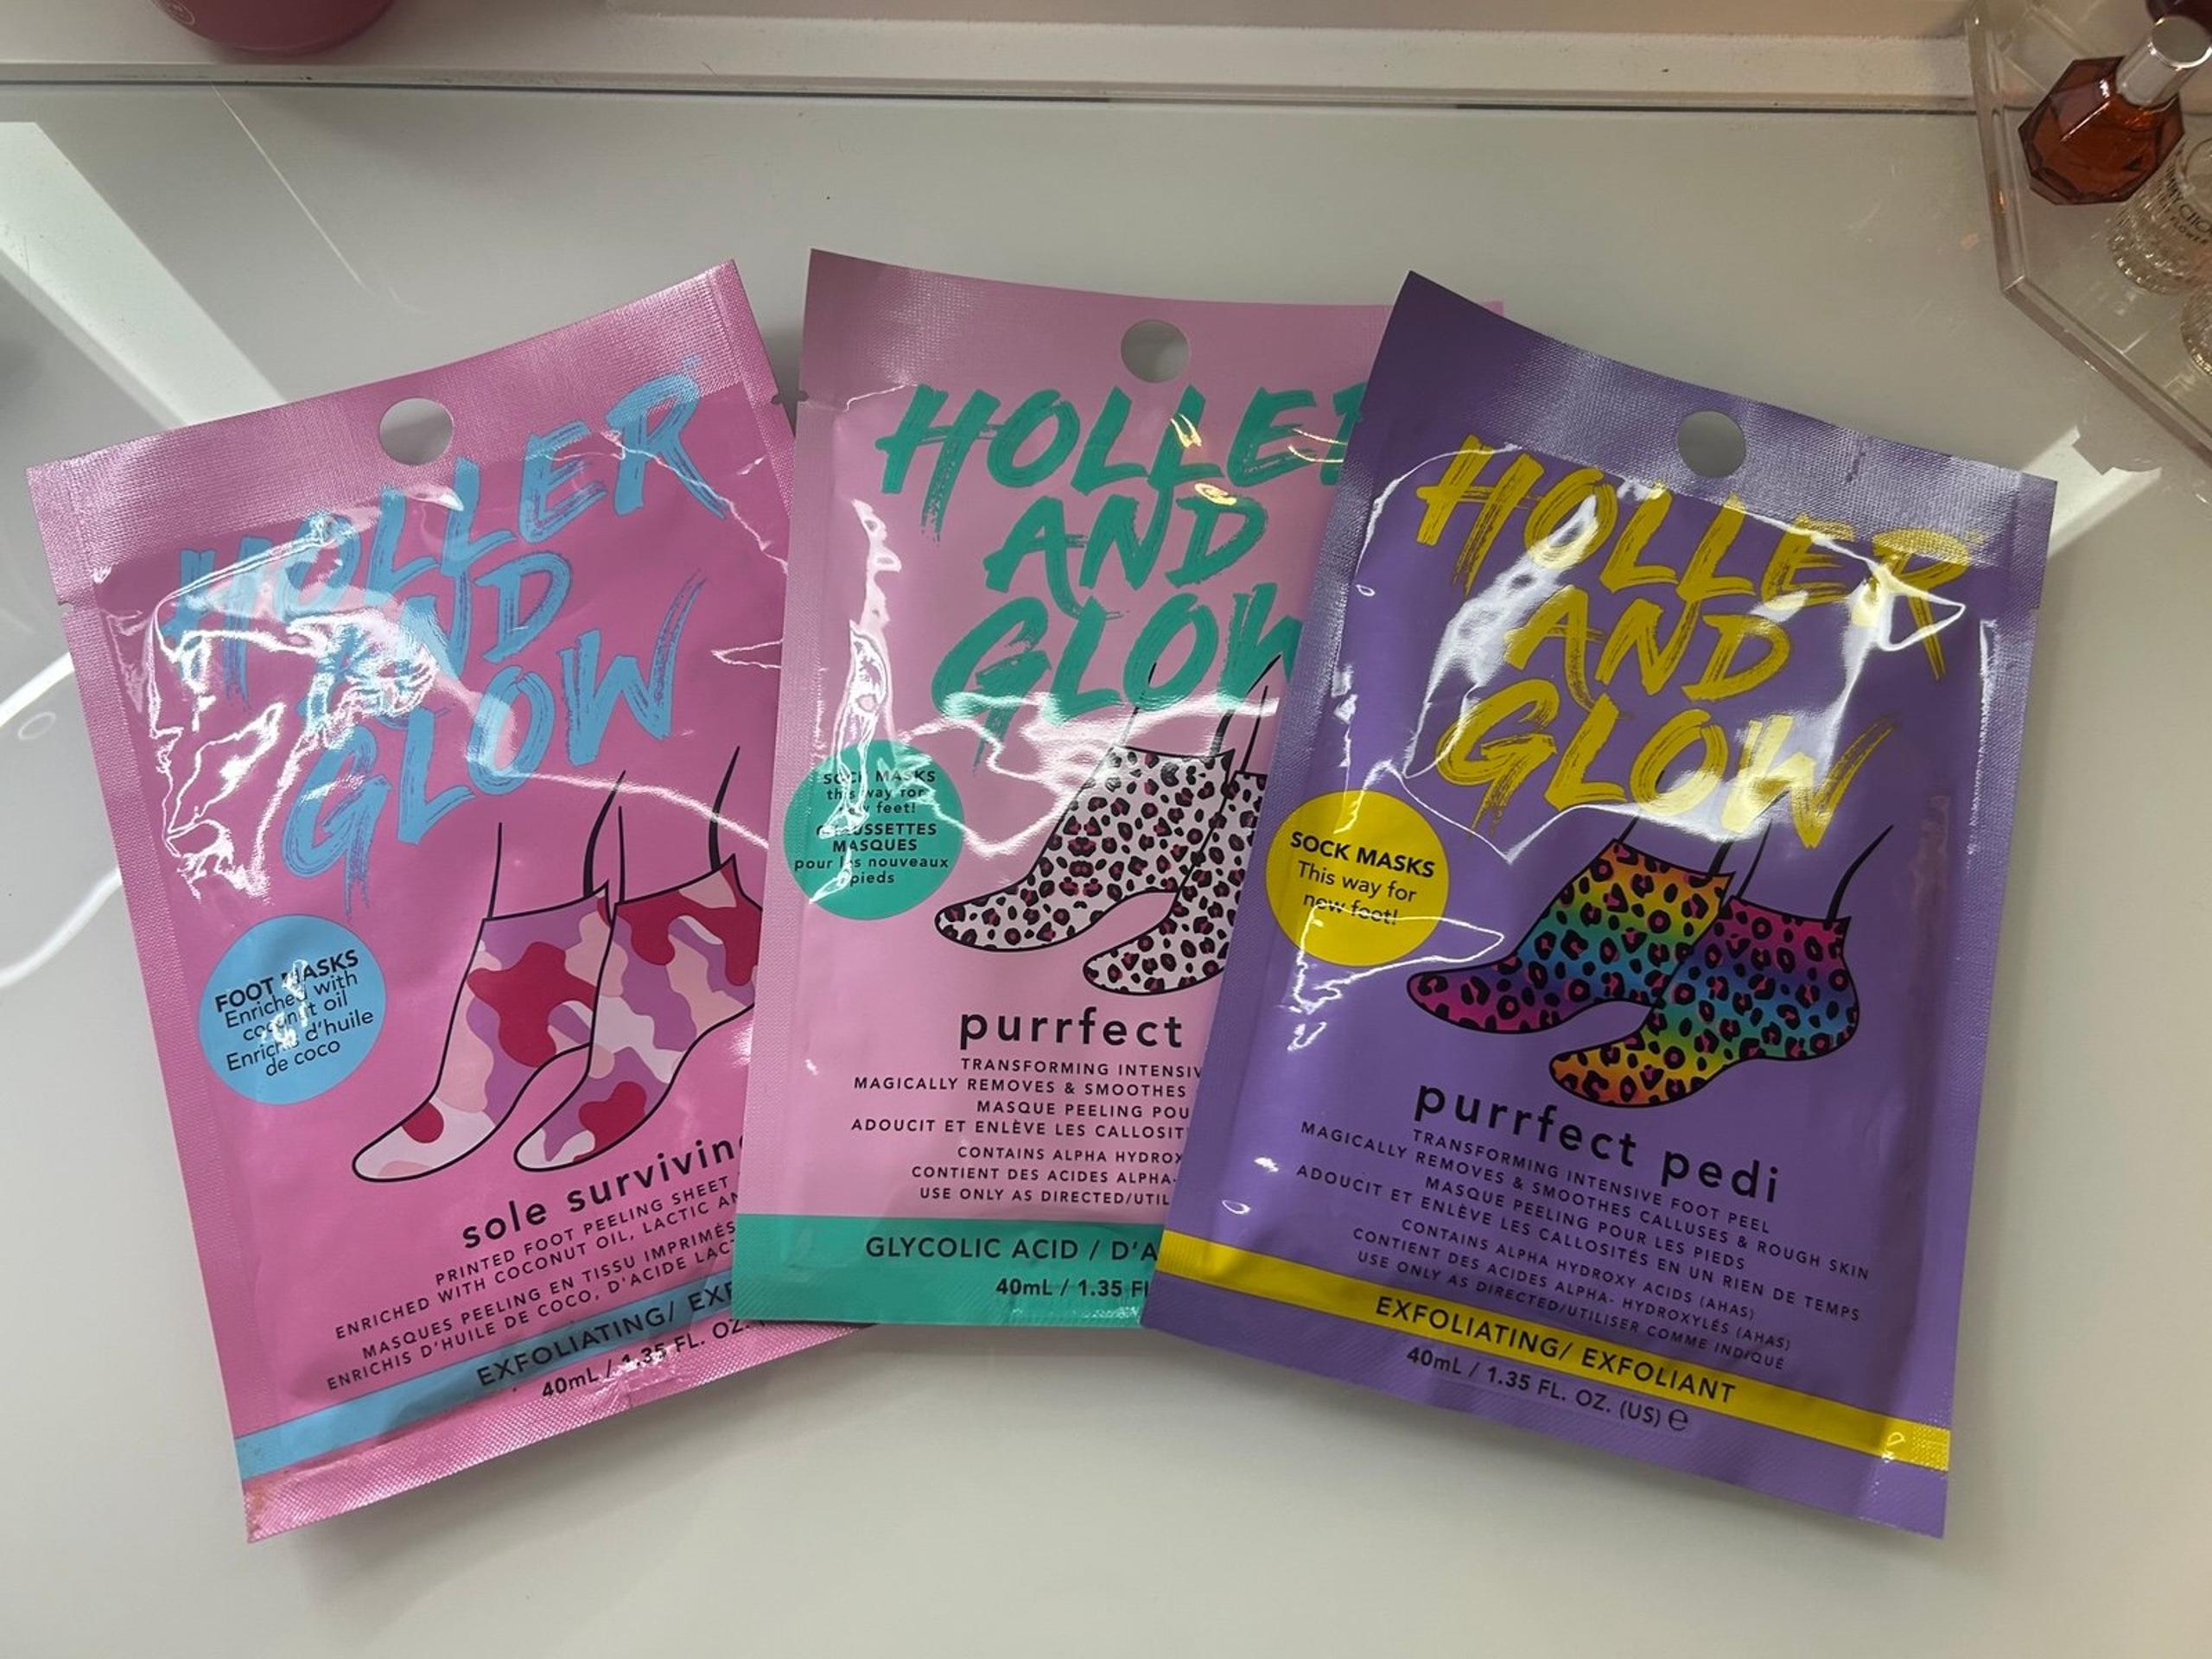 HOLLER
AND
GLOW
FOOT MASKS
Enriched with
coconut oil
Enrichis d'huile
de coco
sole survivin
PRINTED FOOT PEELING SHEET
ENRICHED WITH COCONUT OIL, LACTIC AN
MASQUES PEELING EN TISSU IMPRIMÉS
ENRICHIS D'HUILE DE COCO, D'ACIDE LAC
EXFOLIATING/ EXF
40mL / 1.35 FL. OZ.
HOLLER
AND
GLOW
SOCK MASKS
this way for
new feet!
CHAUSSETTES
MASQUES
pour les nouveaux
pieds
purrfect
TRANSFORMING INTENSIV
MAGICALLY REMOVES & SMOOTHES
MASQUE PEELING POU
ADOUCIT ET ENLÈVE LES CALLOSIT
CONTAINS ALPHA HYDROX
CONTIENT DES ACIDES ALPHA-
USE ONLY AS DIRECTED/UTIL
GLYCOLIC ACID / D'A
40mL / 1.35 Fl
HOLLER
AND
GLOW
SOCK MASKS
This way for
new feet!
purrfect pedi
TRANSFORMING INTENSIVE FOOT PEEL
MAGICALLY REMOVES & SMOOTHES CALLUSES & ROUGH SKIN
MASQUE PEELING POUR LES PIEDS
ADOUCIT ET ENLÈVE LES CALLOSITÉS EN UN RIEN DE TEMPS
CONTAINS ALPHA HYDROXY ACIDS (AHAS)
CONTIENT DES ACIDES ALPHA- HYDROXYLÉS (AHAS)
USE ONLY AS DIRECTED/UTILISER COMME INDIQUÉ
EXFOLIATING/ EXFOLIANT
40mL / 1.35 FL. OZ. (US) ℮